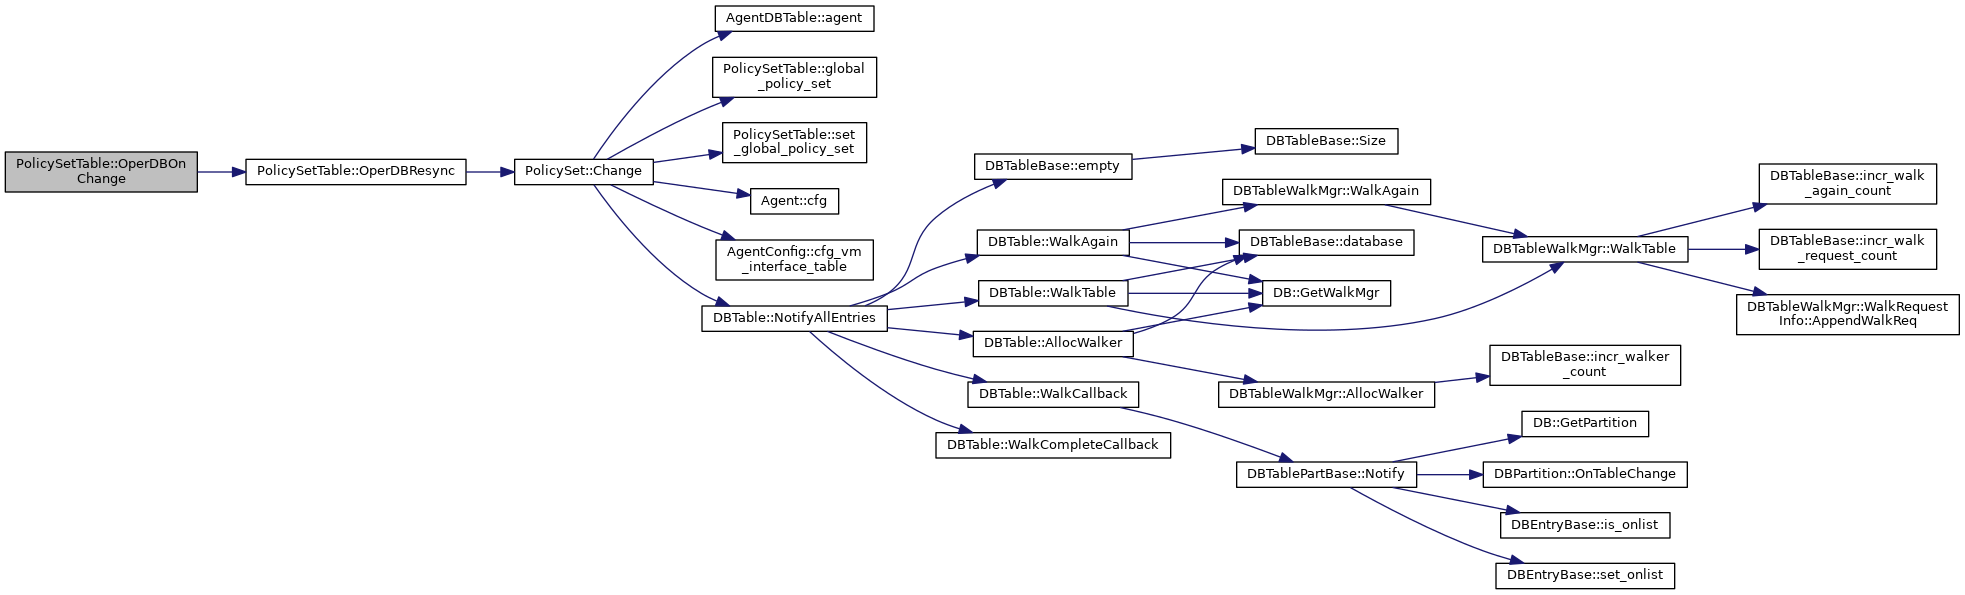 PolicySetTable::OperDBOn
Change
PolicySetTable::OperDBResync
PolicySet::Change
AgentDBTable::agent
PolicySetTable::global
_policy_set
PolicySetTable::set
_global_policy_set
Agent::cfg
AgentConfig::cfg_vm
_interface_table
DBTable::NotifyAllEntries
DBTableBase::empty
DBTable::WalkAgain
DBTable::WalkTable
DBTable::AllocWalker
DBTable::WalkCallback
DBTable::WalkCompleteCallback
DBTableBase::Size
DBTableWalkMgr::WalkAgain
DBTableBase::database
DB::GetWalkMgr
DBTableWalkMgr::AllocWalker
DBTablePartBase::Notify
DBTableWalkMgr::WalkTable
DBTableBase::incr_walker
_count
DB::GetPartition
DBPartition::OnTableChange
DBEntryBase::is_onlist
DBEntryBase::set_onlist
DBTableBase::incr_walk
_again_count
DBTableBase::incr_walk
_request_count
DBTableWalkMgr::WalkRequest
Info::AppendWalkReq